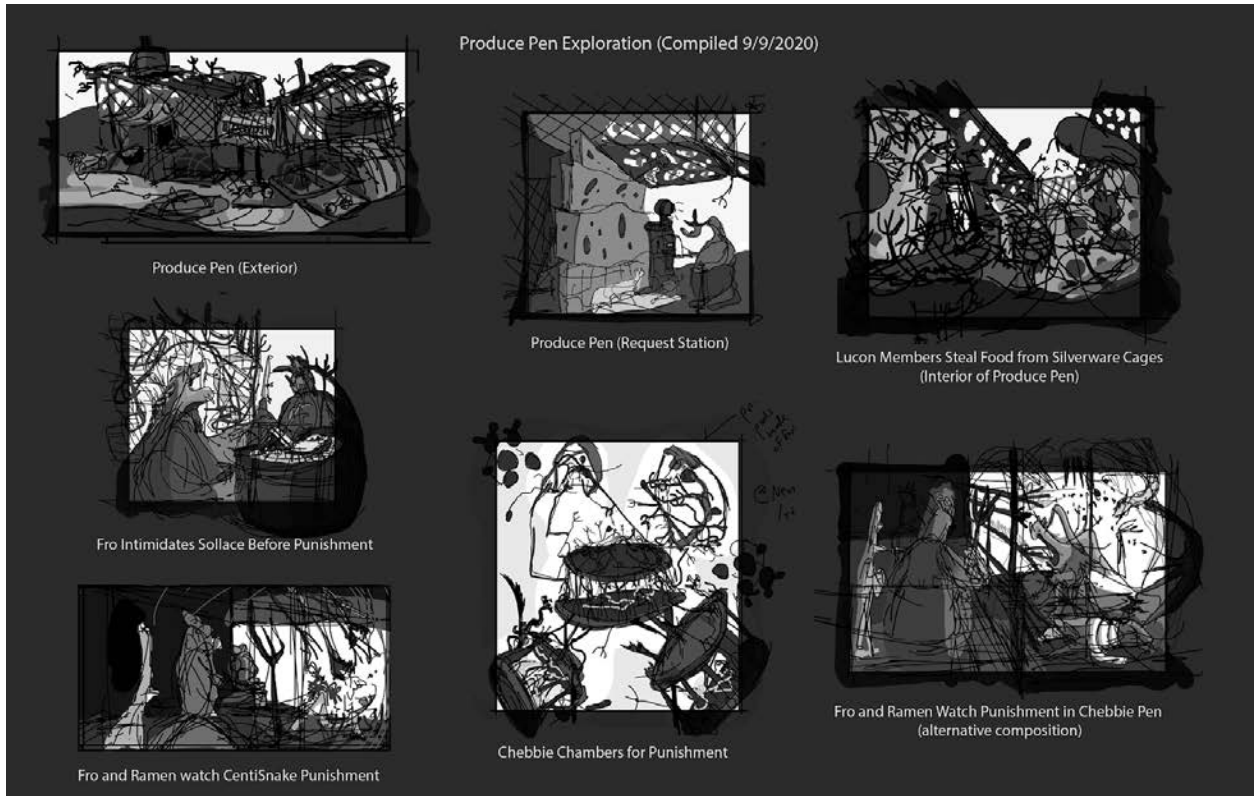 Produce Pen Exploration (Compiled 9/9/2020)
Produce Pen (Exterior)
Produce Pen (Request Station)
Lucon Members Steal Food from Silverware Cages
(Interior of Produce Pen)
Fro Intimidates Sollace Before Punishment
Fro and Ramen watch CentiSnake Punishment
Chebbie Chambers for Punishment
Fro and Ramen Watch Punishment in Chebbie Pen
(alternative composition)